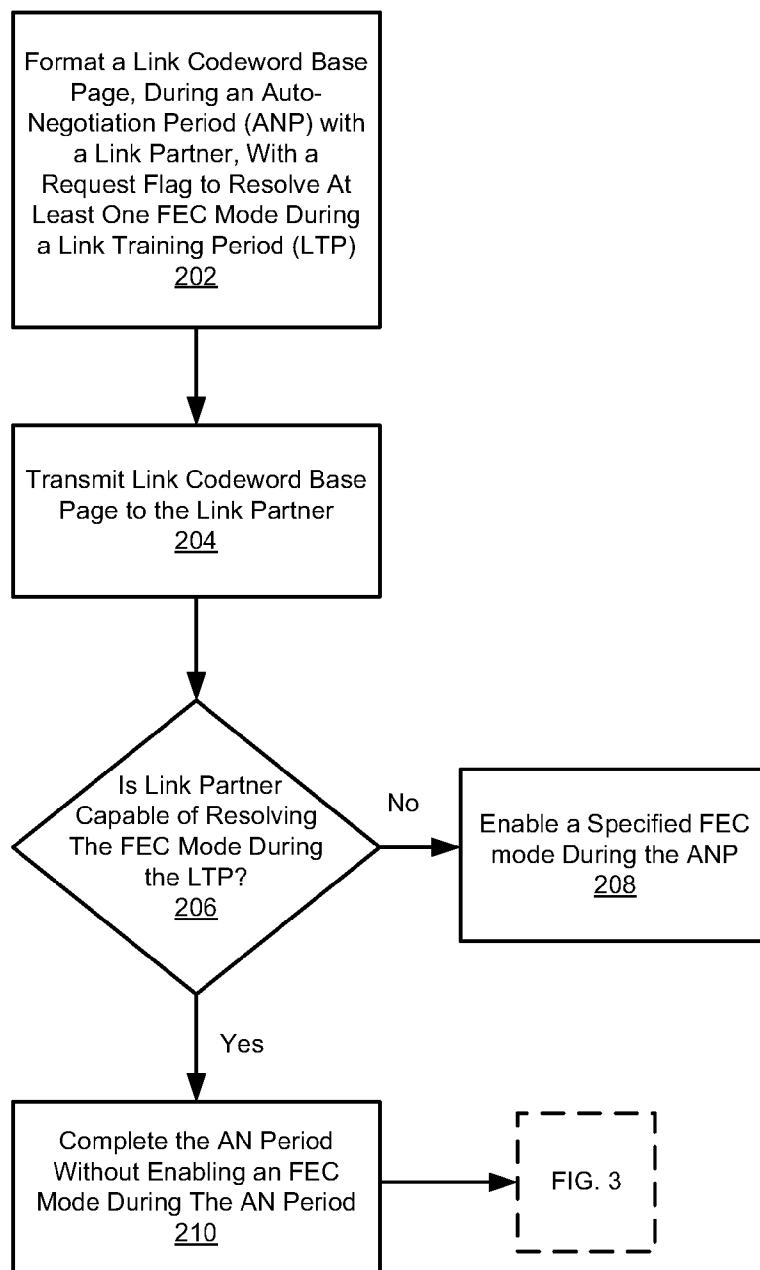 Format a Link Codeword Base
Page, During an Auto-
Negotiation Period (ANP) with
a Link Partner, With a
Request Flag to Resolve At
Least One FEC Mode During
a Link Training Period (LTP)
202
Transmit Link Codeword Base
Page to the Link Partner
204
Is Link Partner
Capable of Resolving
The FEC Mode During
the LTP?
206
No
Enable a Specified FEC
mode During the ANP
208
Yes
Complete the AN Period
Without Enabling an FEC
Mode During The AN Period
210
FIG. 3